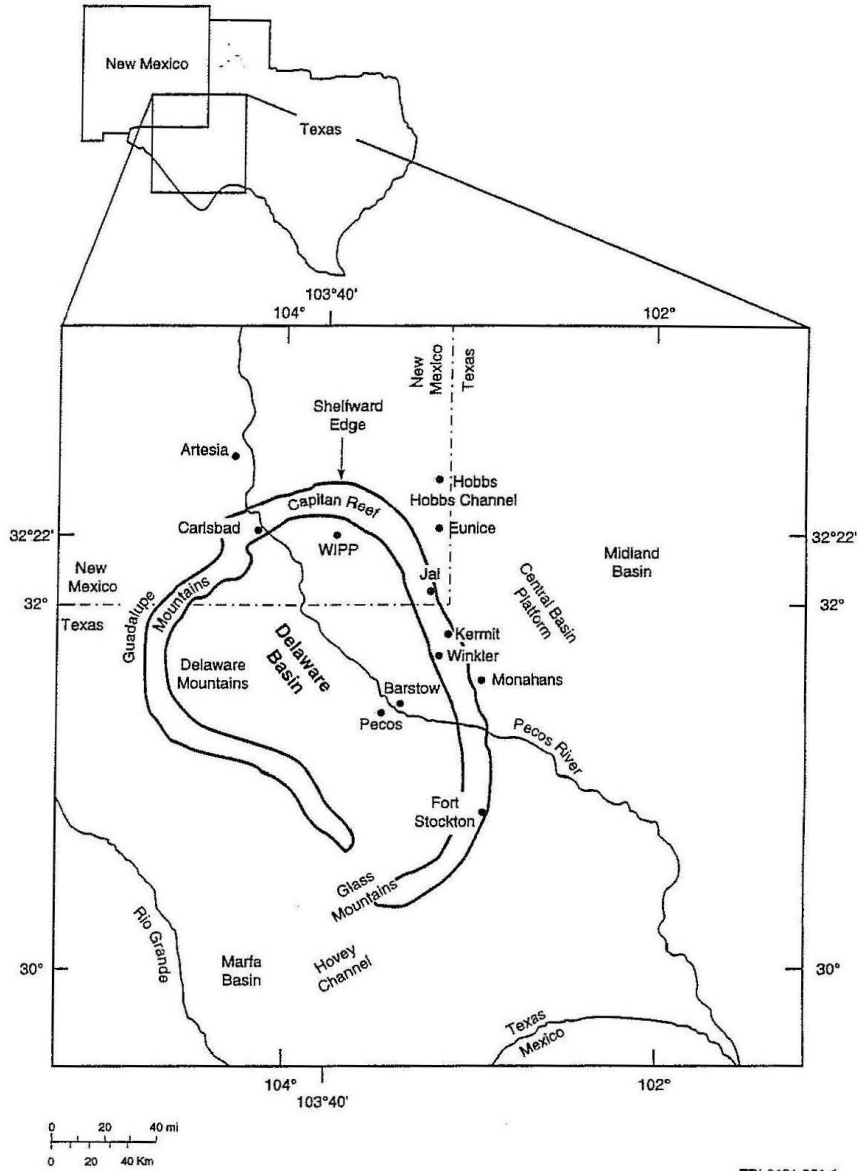 New Mexico
Texas
103°40'
104°
102°
New
Mexico
Texas
Shelfward
Edge
Artesia
Hobbs
Capitan Reef
Hobbs Channel
Carlsbad
Eunice
32°22'
32°22'
WIPP
Midland
Basin
New
Mexico
Jal
Central Basin
Platform
32°
32°
Texas
Guadalupe
Mountains
Kermit
Winkler
Delaware
Basin
Delaware
Mountains
Monahans
Barstow
Pecos
Pecos River
Fort
Stockton
Glass
Mountains
Rio Grande
Marfa
Basin
Hovey
Channel
30°
30°
Texas
Mexico
104°
102°
103°40'
0 20 40 mi
0 20 40 Km